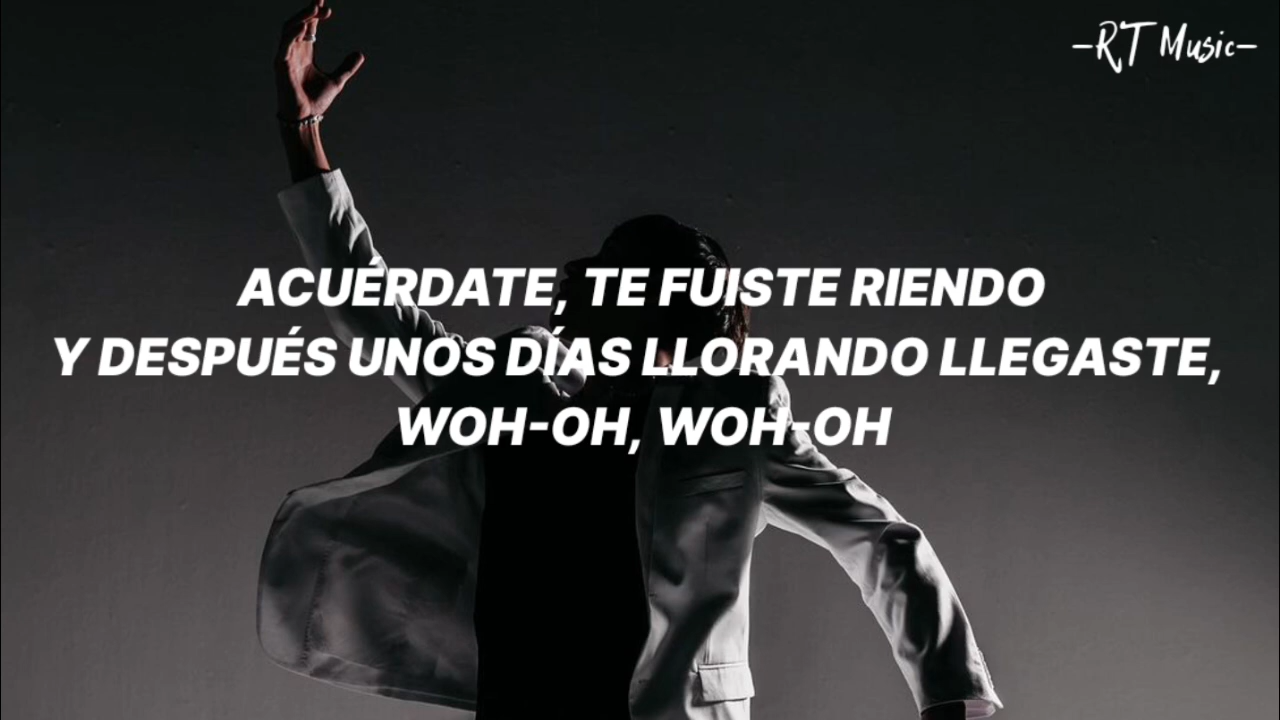 -RT Music-
ACUÉRDATE, TE FUISTE RIENDO
Y DESPUÉS UNOS DÍAS LLORANDO LLEGASTE,
WOH-OH, WOH-OH